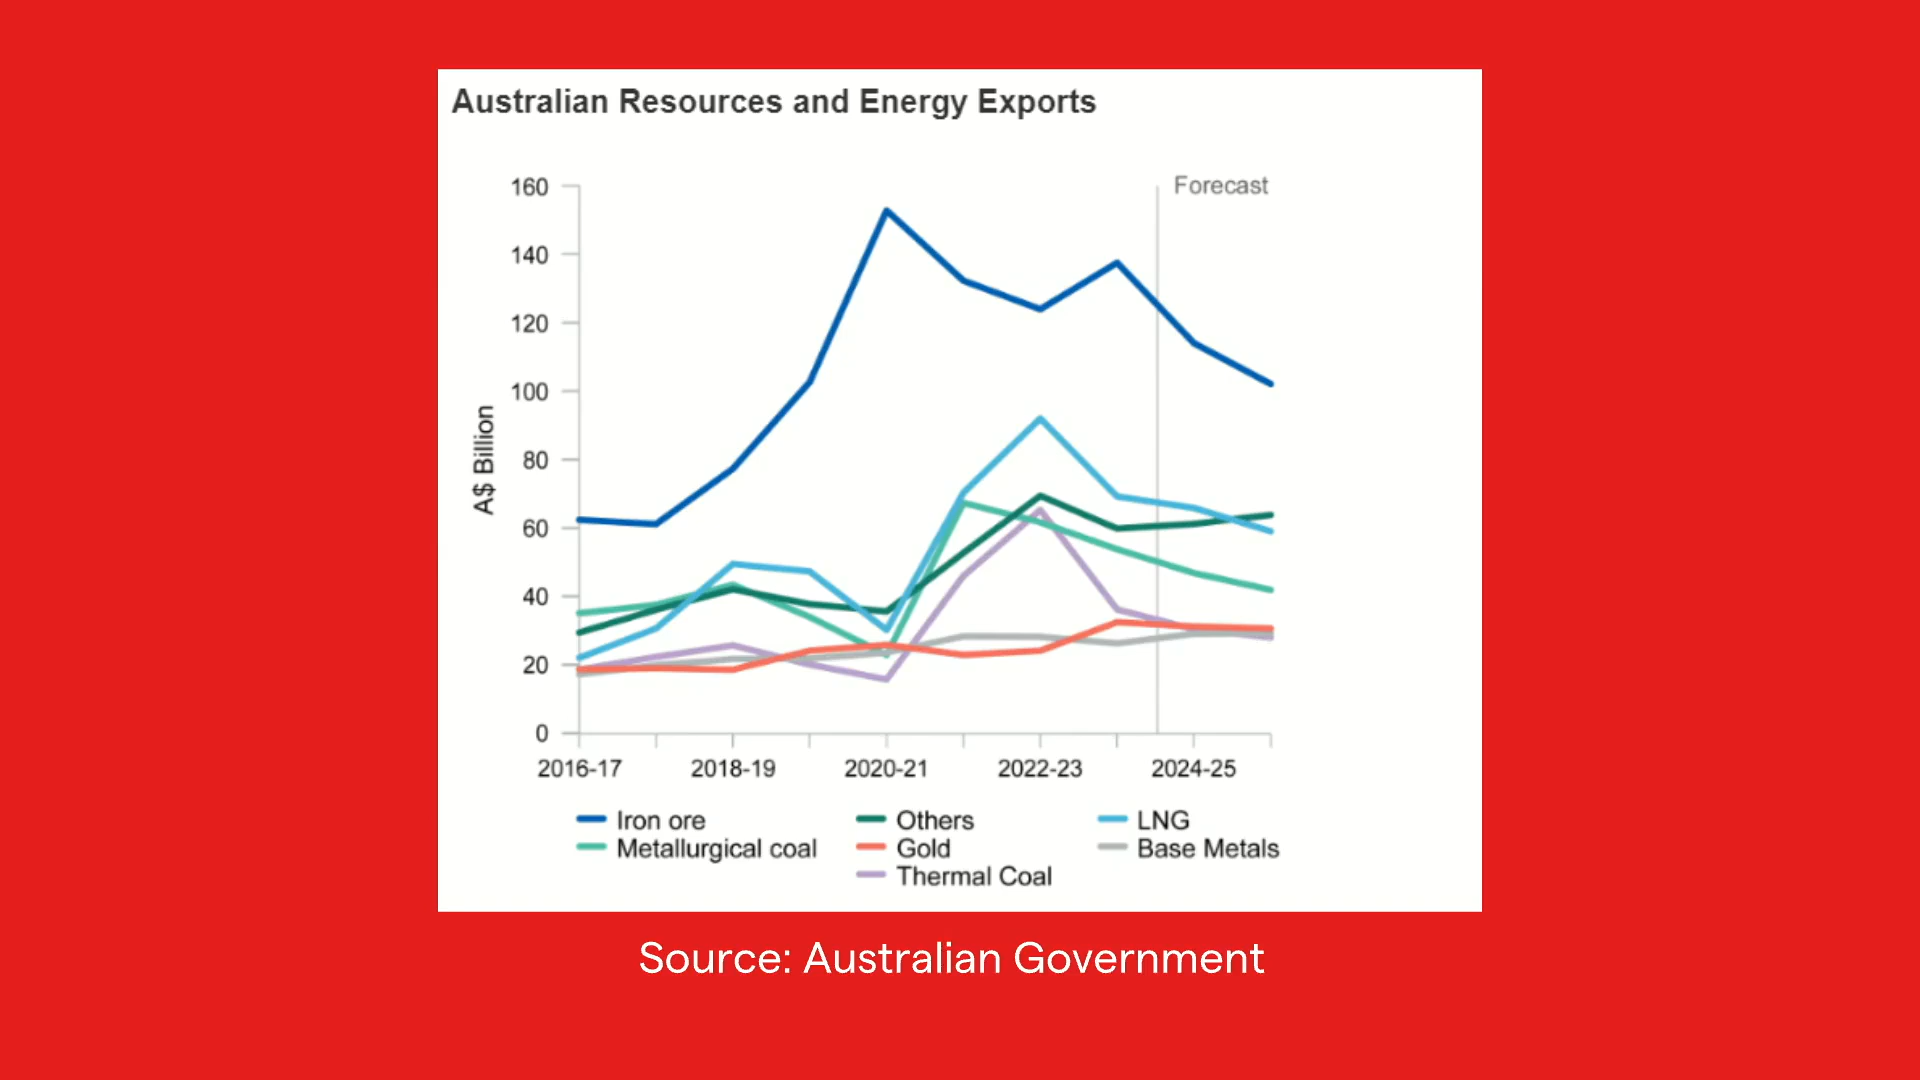 Australian Resources and Energy Exports
Forecast
160
140
120
100
80
60
40
20
0
A$ Billion
2016-17 2018-19 2020-21 2022-23 2024-25
Iron ore Others LNG
Metallurgical coal Gold Base Metals
Thermal Coal
Source: Australian Government